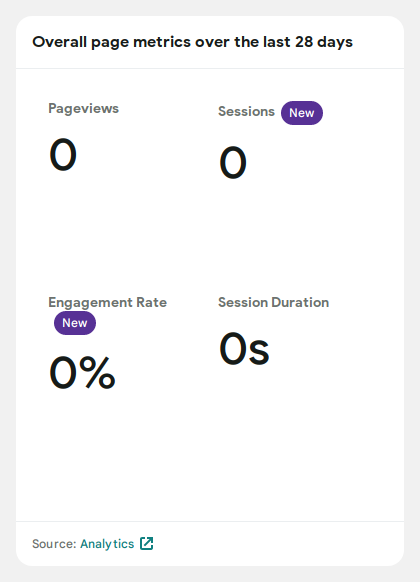 Overall page metrics over the last 28 days
Pageviews
0
Sessions New
0
Engagement Rate
New
0%
Session Duration
0s
Source: Analytics